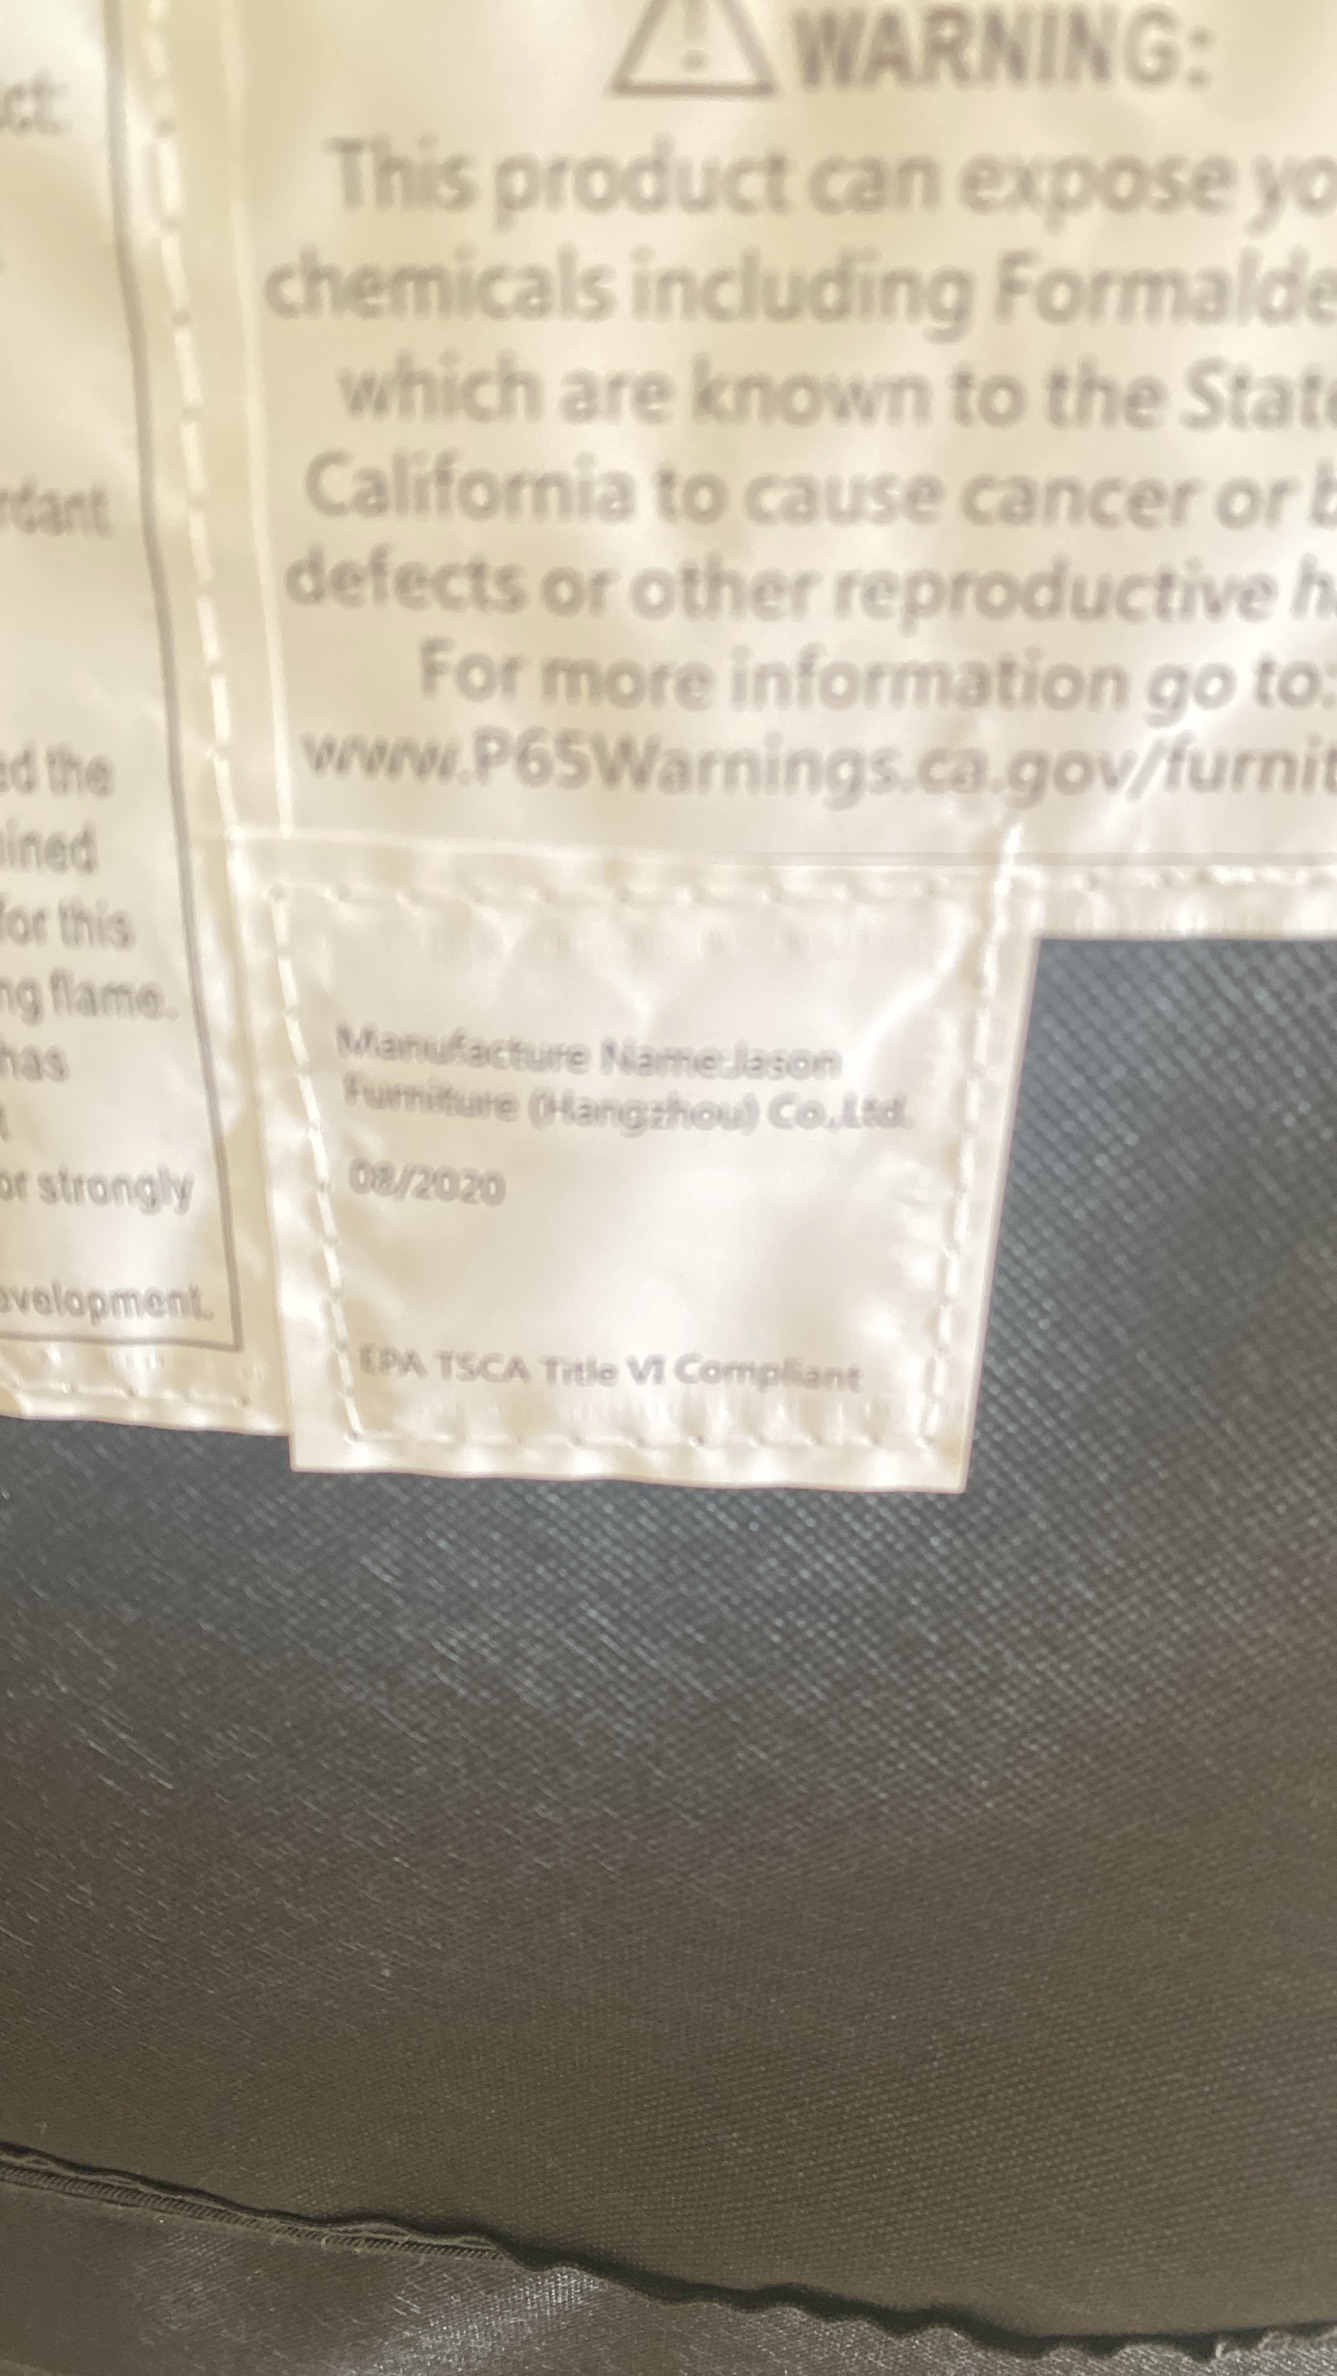 WARNING:
This product can expose yo
chemicals including Formalde
which are known to the State
California to cause cancer or b
defects or other reproductive h
For more information go to:
www.P65Warnings.ca.gov/furnit
ct:
rdant
ed the
ined
for this
ng flame.
has
or strongly
evelopment.
Manufacture Name:Jason
Furniture (Hangzhou) Co.,Ltd.
08/2020
EPA TSCA Title VI Compliant